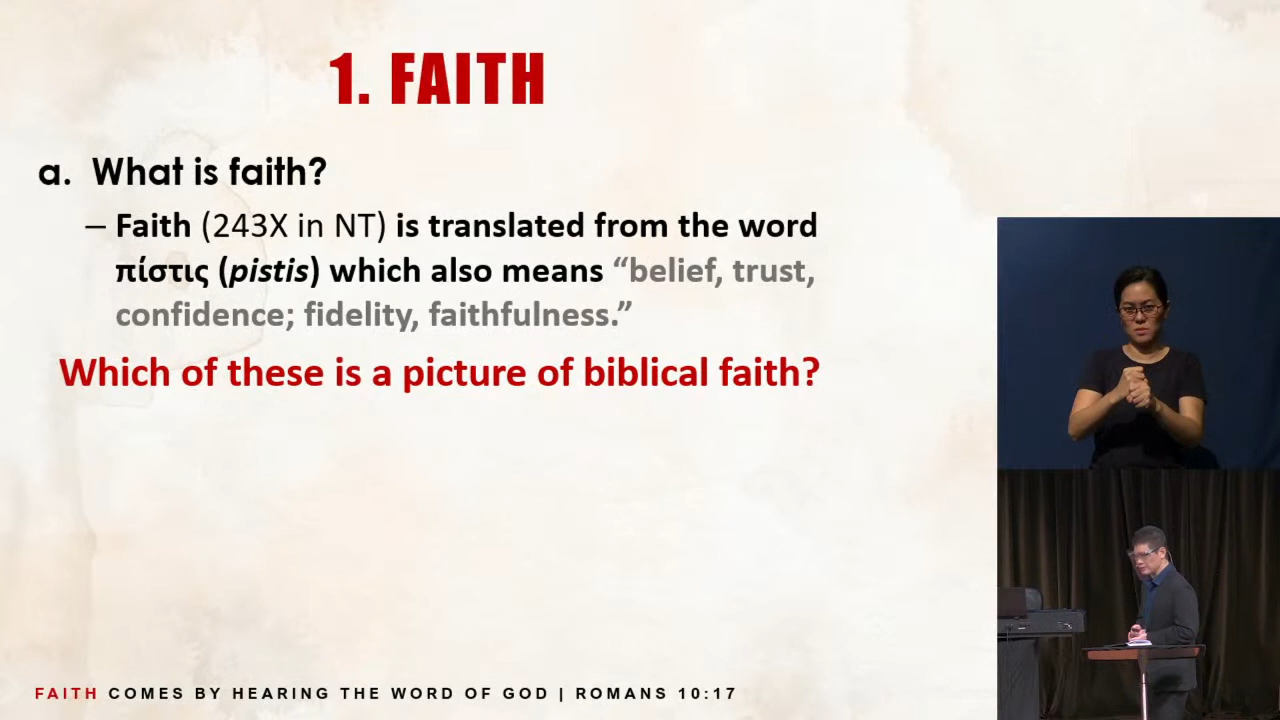 1. FAITH
a. What is faith?
– Faith (243X in NT) is translated from the word
πίστις (pistis) which also means “belief, trust,
confidence; fidelity, faithfulness.”
Which of these is a picture of biblical faith?
FAITH COMES BY HEARING THE WORD OF GOD | ROMANS 10:17